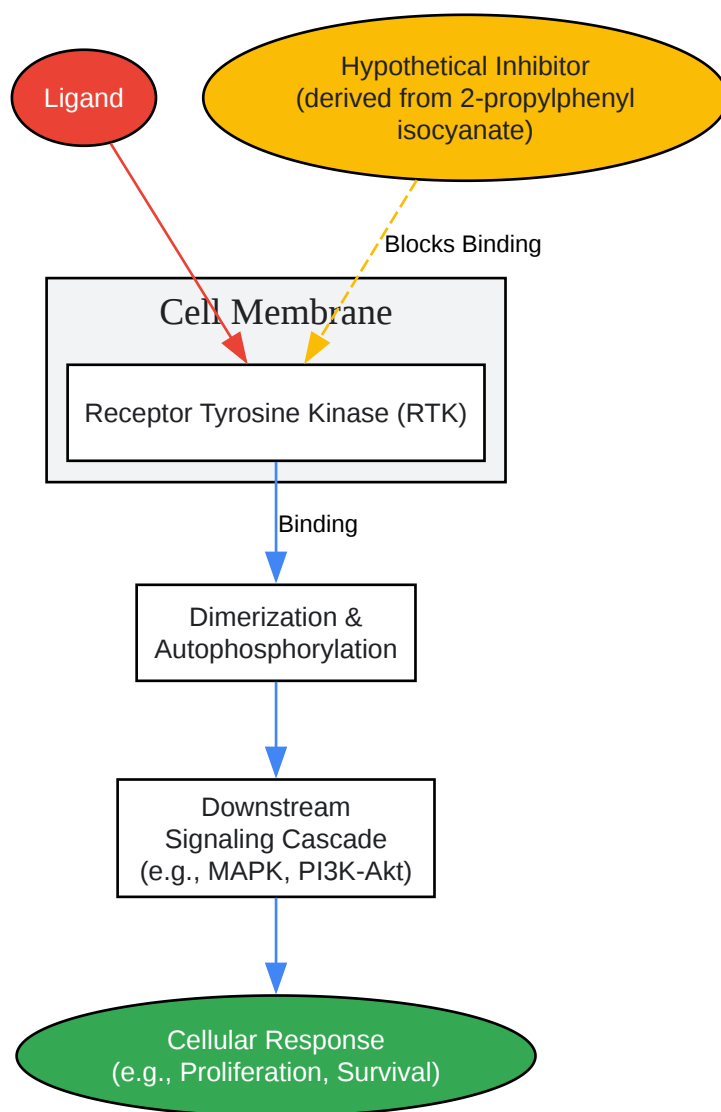 Ligand
Hypothetical Inhibitor
(derived from 2-propylphenyl
isocyanate)
Blocks Binding
Cell Membrane
Receptor Tyrosine Kinase (RTK)
Binding
Dimerization &
Autophosphorylation
Downstream
Signaling Cascade
(e.g., MAPK, PI3K-Akt)
Cellular Response
(e.g., Proliferation, Survival)